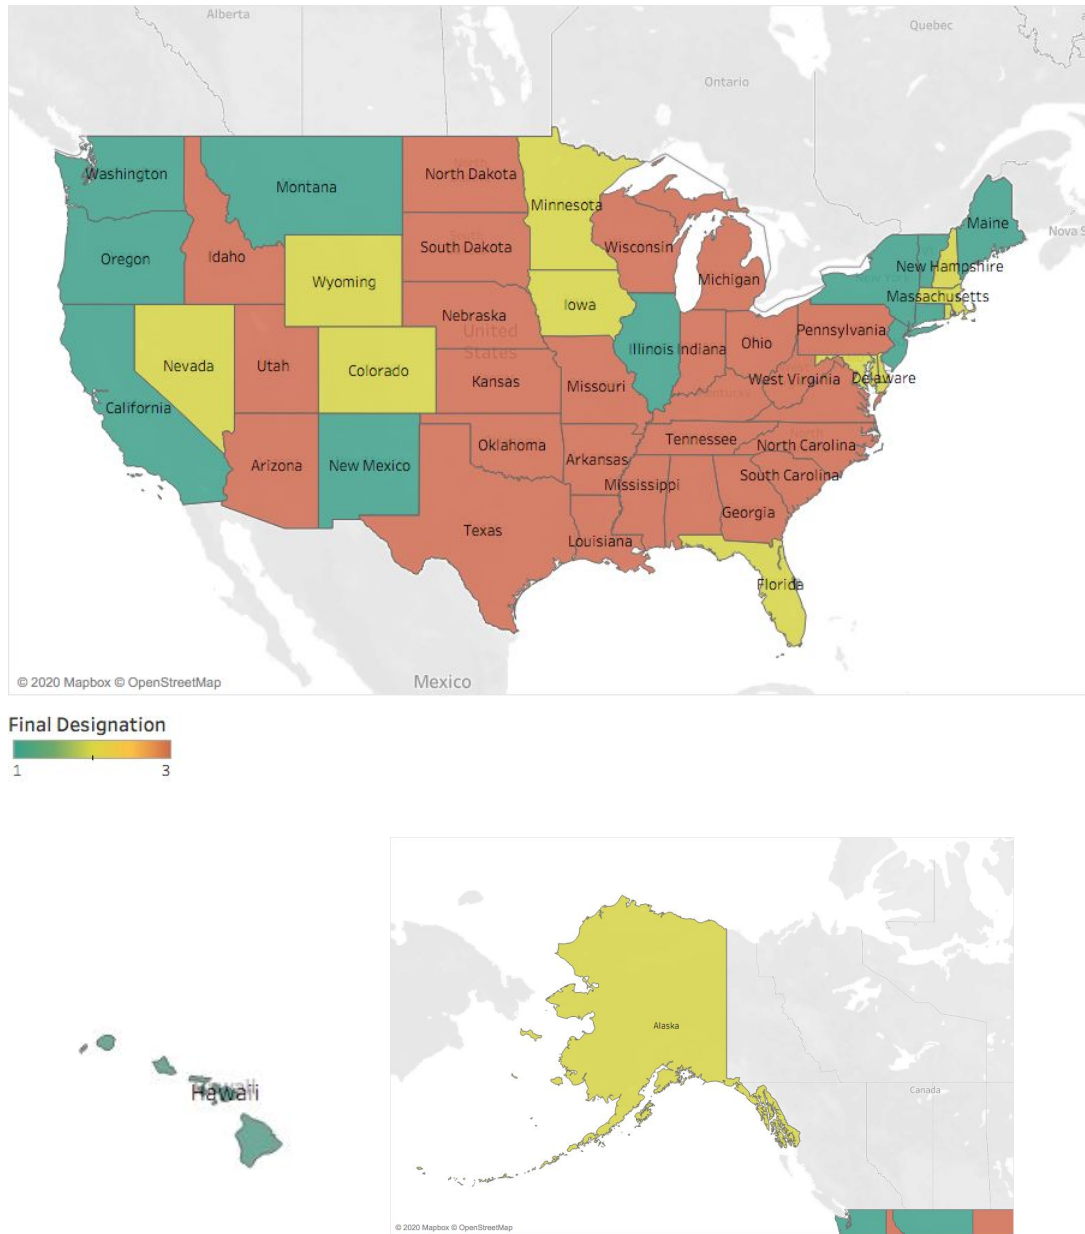 Alberta
Quebec
Ontario
Washington
Montana
North Dakota
Minnesota
Maine
Nova S
Oregon
Idaho
South Dakota
Wisconsin
Michigan
New Hampshire
New York
Wyoming
Massachusetts
Nebraska
Iowa
United
States
Pennsylvania
Nevada
Utah
Colorado
Kansas
Missouri
Illinois
Indiana
Ohio
West Virginia
Delaware
Kentucky
California
Arizona
New Mexico
Oklahoma
Arkansas
Tennessee
North Carolina
South Carolina
Mississippi
Georgia
Texas
Louisiana
Florida
Mexico
© 2020 Mapbox © OpenStreetMap
Final Designation
1
3
Hawaii
Alaska
Canada
© 2020 Mapbox © OpenStreetMap